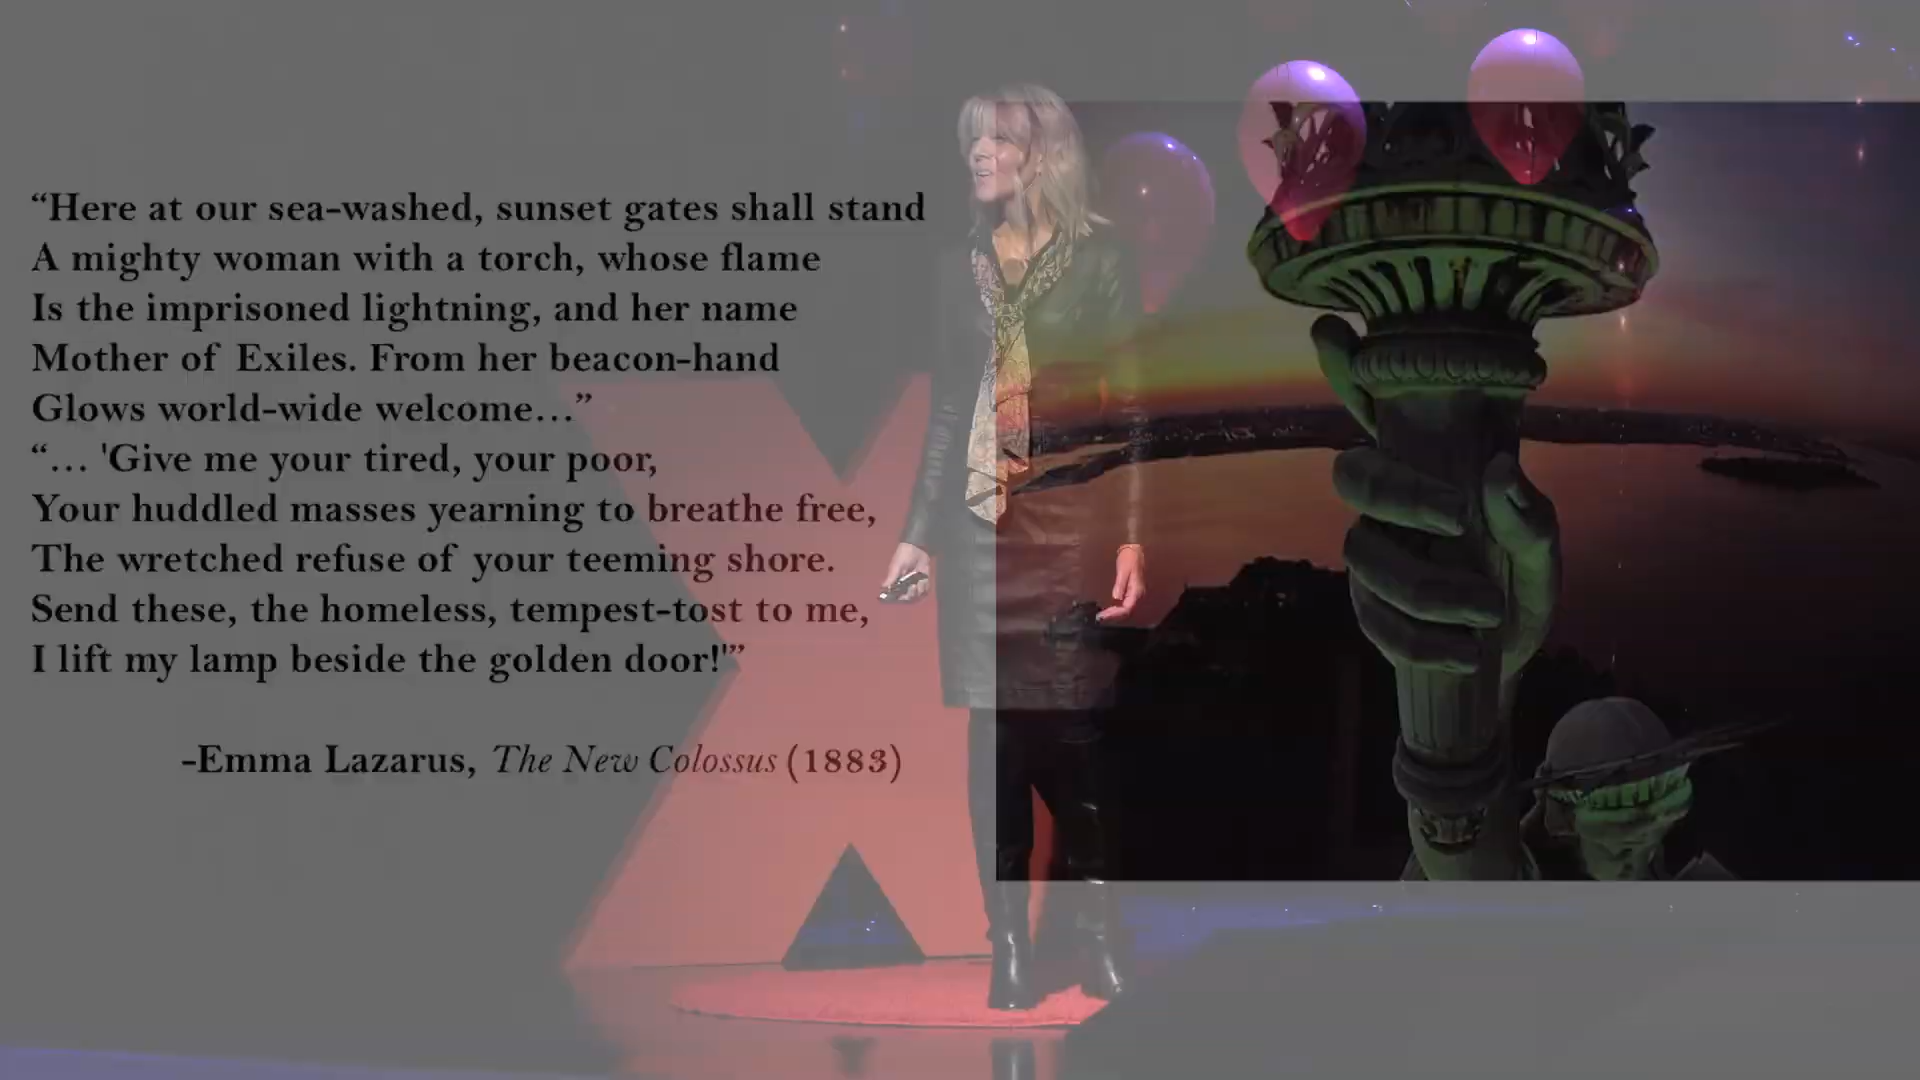 “Here at our sea-washed, sunset gates shall stand
A mighty woman with a torch, whose flame
Is the imprisoned lightning, and her name
Mother of Exiles. From her beacon-hand
Glows world-wide welcome…”
“… 'Give me your tired, your poor,
Your huddled masses yearning to breathe free,
The wretched refuse of your teeming shore.
Send these, the homeless, tempest-tost to me,
I lift my lamp beside the golden door!'”
-Emma Lazarus, The New Colossus (1883)
X